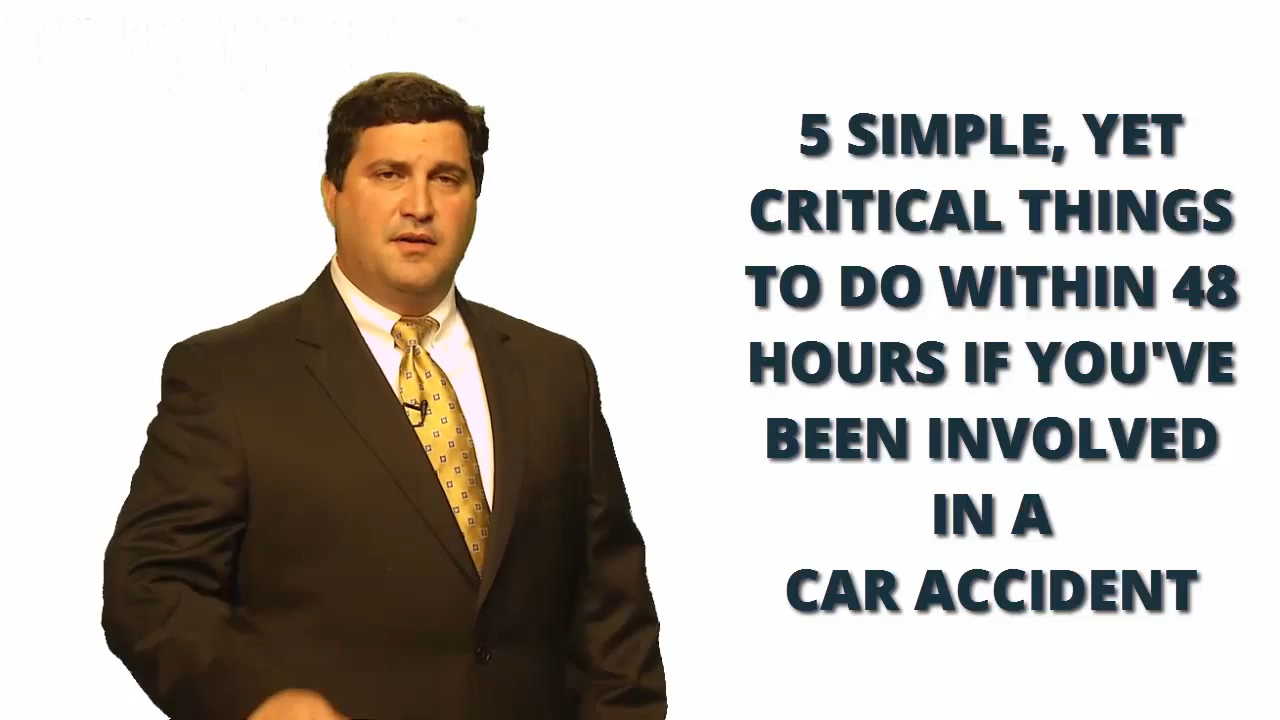 5 SIMPLE, YET
CRITICAL THINGS
TO DO WITHIN 48
HOURS IF YOU'VE
BEEN INVOLVED
IN A
CAR ACCIDENT